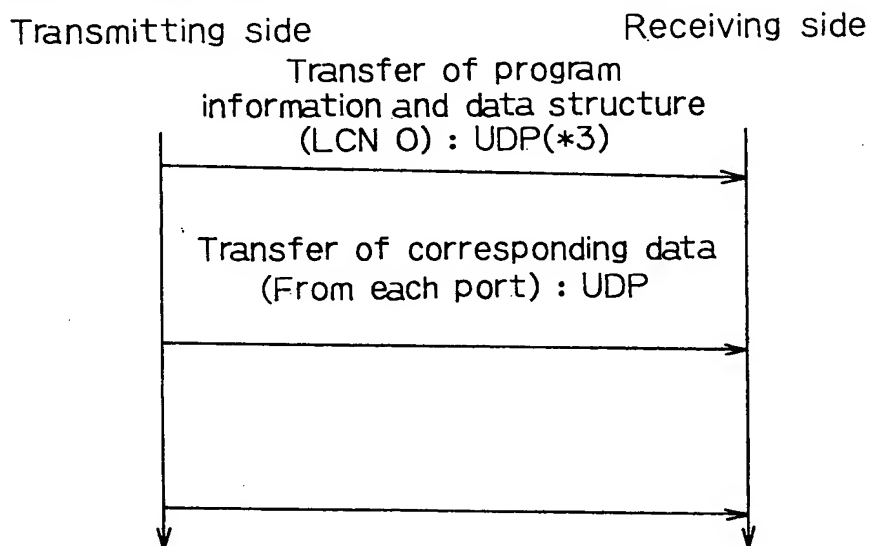 Transmitting side
Receiving side
Transfer of program
information and data structure
(LCN 0) : UDP(*3)
Transfer of corresponding data
(From each port) : UDP